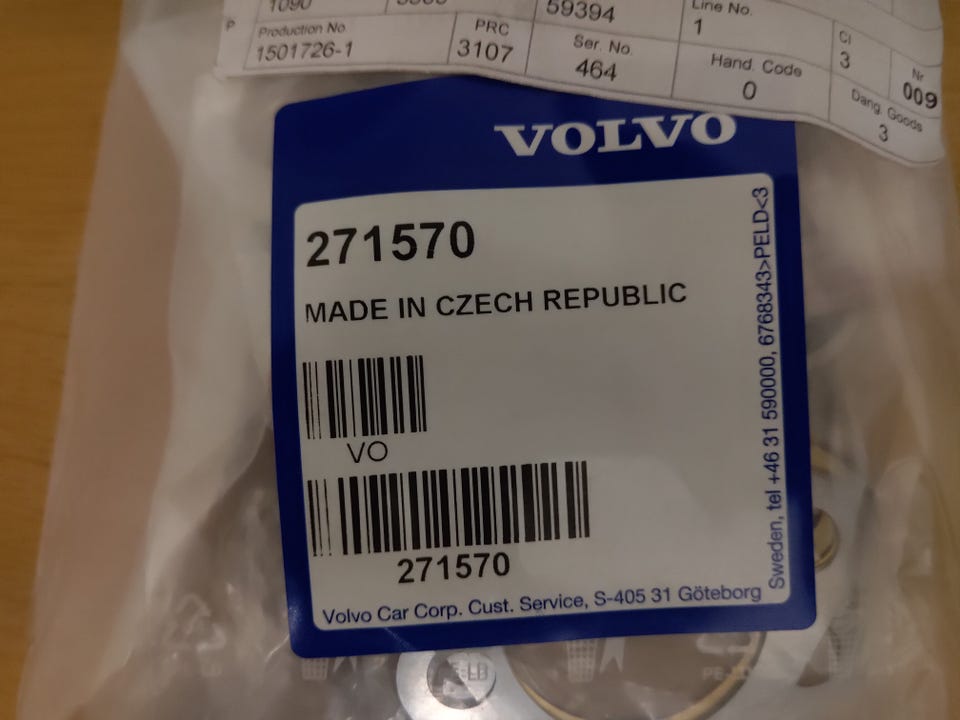 59394
Line No.
1
P
Production No
1501726-1
PRC
3107
Ser. No.
464
Hand. Code
0
CI
3
Nr
009
Dang. Goods
3
VOLVO
271570
MADE IN CZECH REPUBLIC
VO
271570
Volvo Car Corp. Cust. Service, S-405 31 Göteborg
Sweden, tel +46 31 590000, 6768343>PELD<3